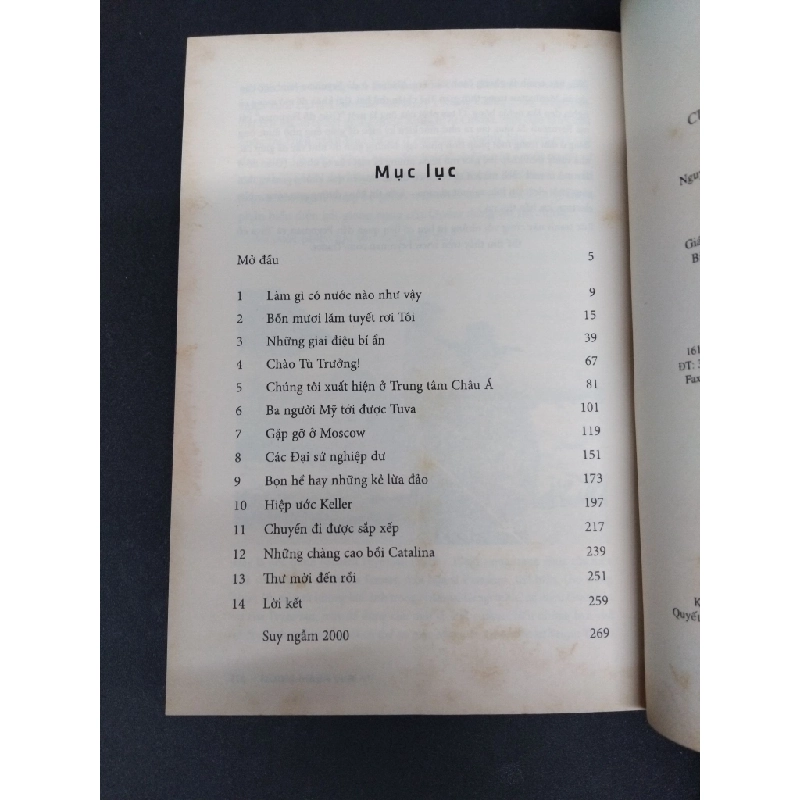 Mục lục
Mở đầu 5
1 Làm gì có nước nào như vậy 9
2 Bốn mươi lăm tuyết rơi Tôi 15
3 Những giai điệu bí ẩn 39
4 Chào Tù Trưởng! 67
5 Chúng tôi xuất hiện ở Trung tâm Châu Á 81
6 Ba người Mỹ tới được Tuva 101
7 Gặp gỡ ở Moscow 119
8 Các Đại sứ nghiệp dư 151
9 Bọn hề hay những kẻ lừa đảo 173
10 Hiệp ước Keller 197
11 Chuyến đi được sắp xếp 217
12 Những chàng cao bồi Catalina 239
13 Thư mời đến rồi 251
14 Lời kết 259
Suy ngẫm 2000 269
161
ĐT:
Fax
Quyết